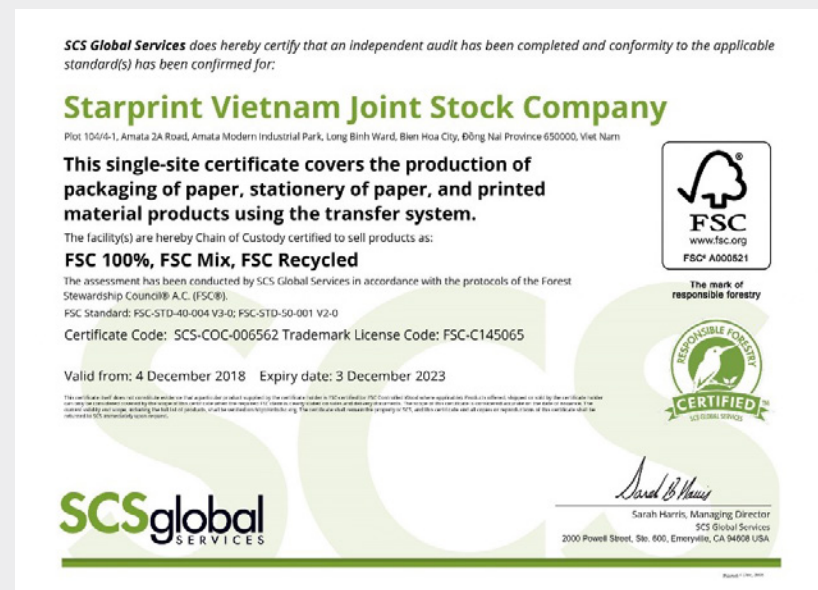 SCS Global Services does hereby certify that an independent audit has been completed and conformity to the applicable
standard(s) has been confirmed for:
Starprint Vietnam Joint Stock Company
Plot 104/4-1, Amata 2A Road, Amata Modern Industrial Park, Long Binh Ward, Bien Hoa City, Đồng Nai Province 650000, Viet Nam
This single-site certificate covers the production of
packaging of paper, stationery of paper, and printed
material products using the transfer system.
The facility(s) are hereby Chain of Custody certified to sell products as:
FSC 100%, FSC Mix, FSC Recycled
The assessment has been conducted by SCS Global Services in accordance with the protocols of the Forest
Stewardship Council® A.C. (FSC®).
FSC Standard: FSC-STD-40-004 V3-0; FSC-STD-50-001 V2-0
Certificate Code: SCS-COC-006562 Trademark License Code: FSC-C145065
Valid from: 4 December 2018 Expiry date: 3 December 2023
®
FSC
www.fsc.org
FSC® A000521
The mark of
responsible forestry
RESPONSIBLE FORESTRY
CERTIFIED
SCS GLOBAL SERVICES
SCSglobal
SERVICES
Sarah Harris, Managing Director
SCS Global Services
2000 Powell Street, Ste. 600, Emeryville, CA 94608 USA
SCS